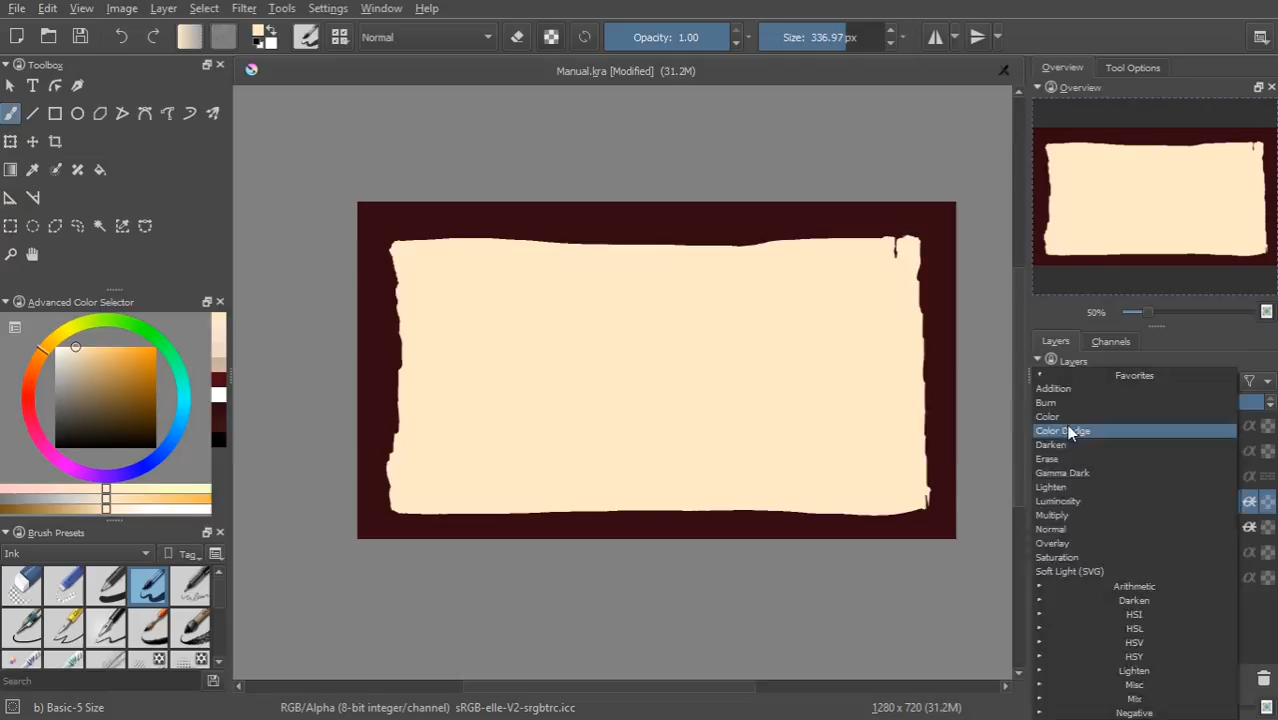 File Edit View Image Layer Select Filter Tools Settings Window Help
Normal Opacity: 1.00 Size: 336.97 px
Toolbox
Manual.kra [Modified] (31.2M)
Overview Tool Options
Overview
50%
Advanced Color Selector
Layers Channels
Layers
Favorites
Addition
Burn
Color
Color Dodge
Darken
Erase
Gamma Dark
Lighten
Luminosity
Multiply
Normal
Overlay
Saturation
Soft Light (SVG)
Arithmetic
Darken
HSI
HSL
HSV
HSY
Lighten
Misc
Mix
Negative
Brush Presets
Ink Tag
Search
b) Basic-5 Size RGB/Alpha (8-bit integer/channel) sRGB-elle-V2-srgbtrc.icc 1280 x 720 (31.2M)